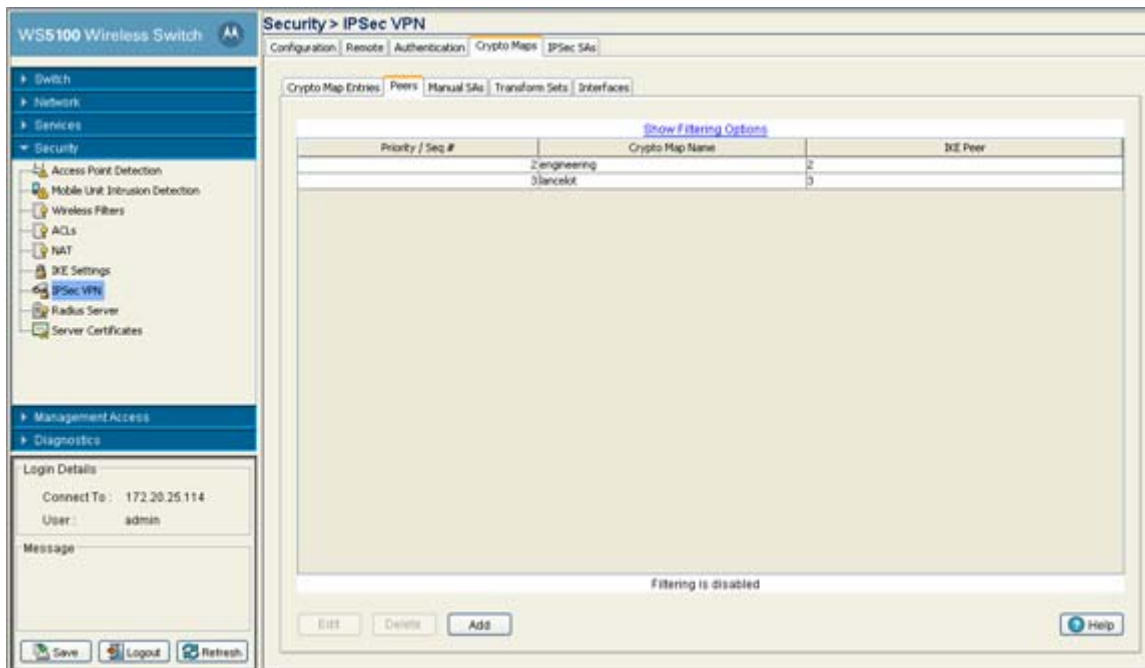 WS5100 Wireless Switch
Switch
Network
Services
Security
Access Point Detection
Mobile Unit Intrusion Detection
Wireless Filters
ACLs
NAT
IKE Settings
IPSec VPN
Radius Server
Server Certificates
Management Access
Diagnostics
Login Details
Connect To : 172.20.25.114
User : admin
Message
Save Logout Refresh
Security > IPSec VPN
Configuration Remote Authentication Crypto Maps IPSec SAs
Crypto Map Entries Peers Manual SAs Transform Sets Interfaces
Show Filtering Options
Priority / Seq # Crypto Map Name IKE Peer
2 engineering 2
3 lancelot 3
Filtering is disabled
Edit Delete Add Help